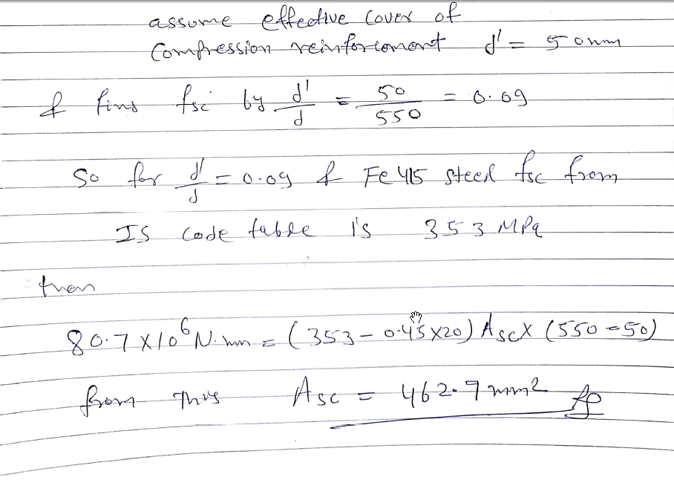 assume effective cover of
Compression reinforcement d' = 50mm
& find fsc by d'/d = 50/550 = 0.09
So for d'/d = 0.09 & Fe415 steel fsc from
IS code table is 353 MPa
then
80.7 x 10^6 N.mm = (353 - 0.45 x 20) Asc x (550 - 50)
from this Asc = 462.7 mm2